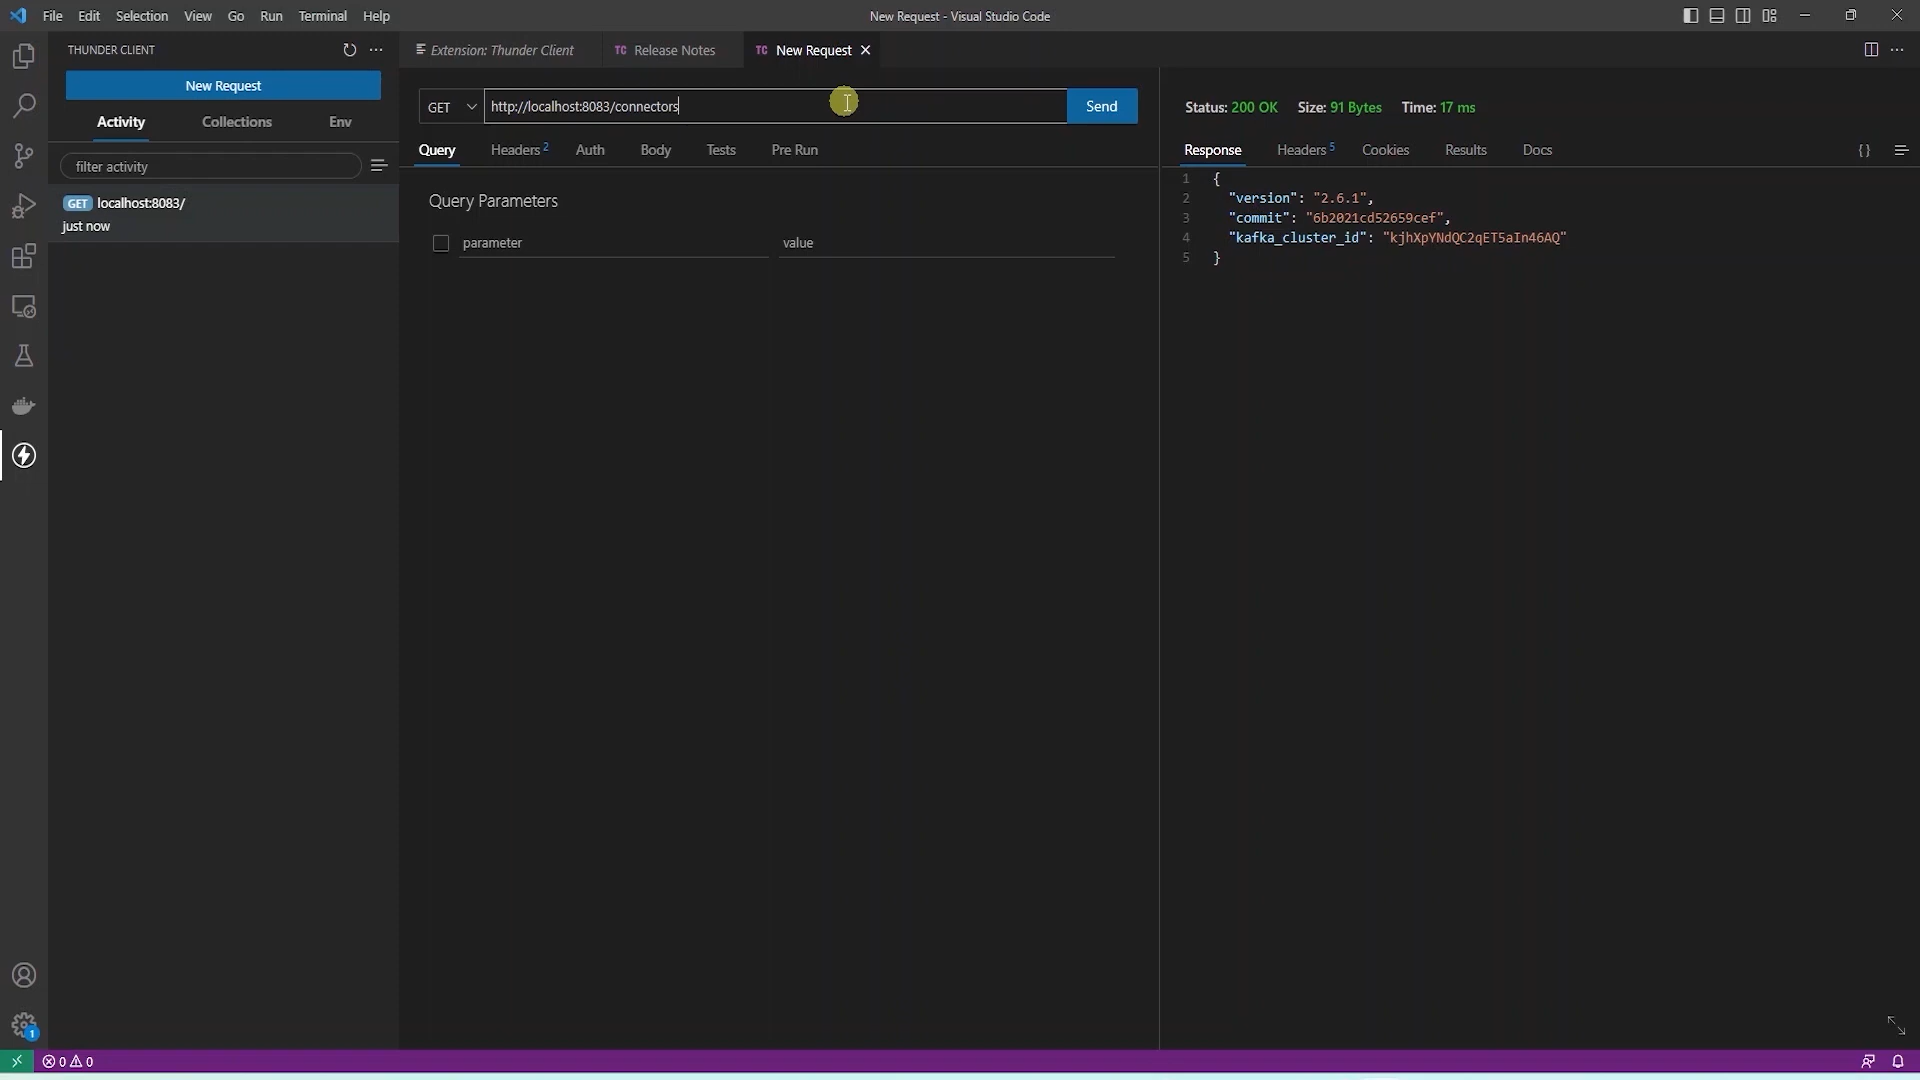 File Edit Selection View Go Run Terminal Help
New Request - Visual Studio Code
THUNDER CLIENT
New Request
Activity Collections Env
filter activity
GET localhost:8083/
just now
Extension: Thunder Client
TC Release Notes
TC New Request
GET http://localhost:8083/connectors Send
Query Headers 2 Auth Body Tests Pre Run
Query Parameters
parameter value
Status: 200 OK Size: 91 Bytes Time: 17 ms
Response Headers 5 Cookies Results Docs {}
1 {
2 "version": "2.6.1",
3 "commit": "6b2021cd52659cef",
4 "kafka_cluster_id": "kjhXpYNdQC2qET5aIn46AQ"
5 }
1
0 0